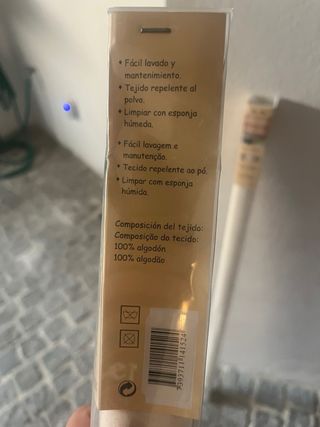 • Fácil lavado y
mantenimiento.
• Tejido repelente al
polvo.
• Limpiar con esponja
húmeda.
• Fácil lavagem e
manutenção.
• Tecido repelente ao pó.
• Limpar com esponja
húmida.
Composición del tejido:
Composição do tecido:
100% algodón
100% algodão